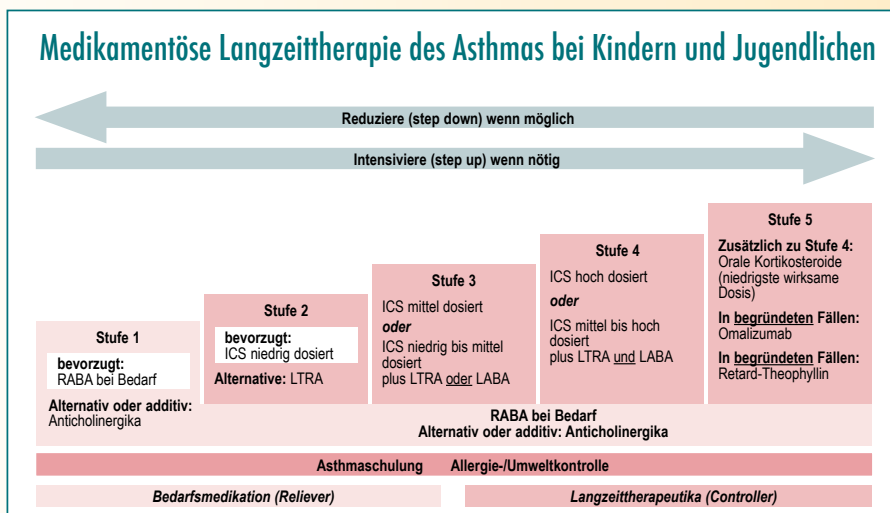 Medikamentöse Langzeittherapie des Asthmas bei Kindern und Jugendlichen
Reduziere (step down) wenn möglich
Intensiviere (step up) wenn nötig
Stufe 1
bevorzugt:
RABA bei Bedarf
Alternativ oder additiv:
Anticholinergika
Stufe 2
bevorzugt:
ICS niedrig dosiert
Alternative: LTRA
Stufe 3
ICS mittel dosiert
oder
ICS niedrig bis mittel
dosiert
plus LTRA oder LABA
Stufe 4
ICS hoch dosiert
oder
ICS mittel bis hoch
dosiert
plus LTRA und LABA
Stufe 5
Zusätzlich zu Stufe 4:
Orale Kortikosteroide
(niedrigste wirksame
Dosis)
In begründeten Fällen:
Omalizumab
In begründeten Fällen:
Retard-Theophyllin
RABA bei Bedarf
Alternativ oder additiv: Anticholinergika
Asthmaschulung Allergie-/Umweltkontrolle
Bedarfsmedikation (Reliever)
Langzeittherapeutika (Controller)